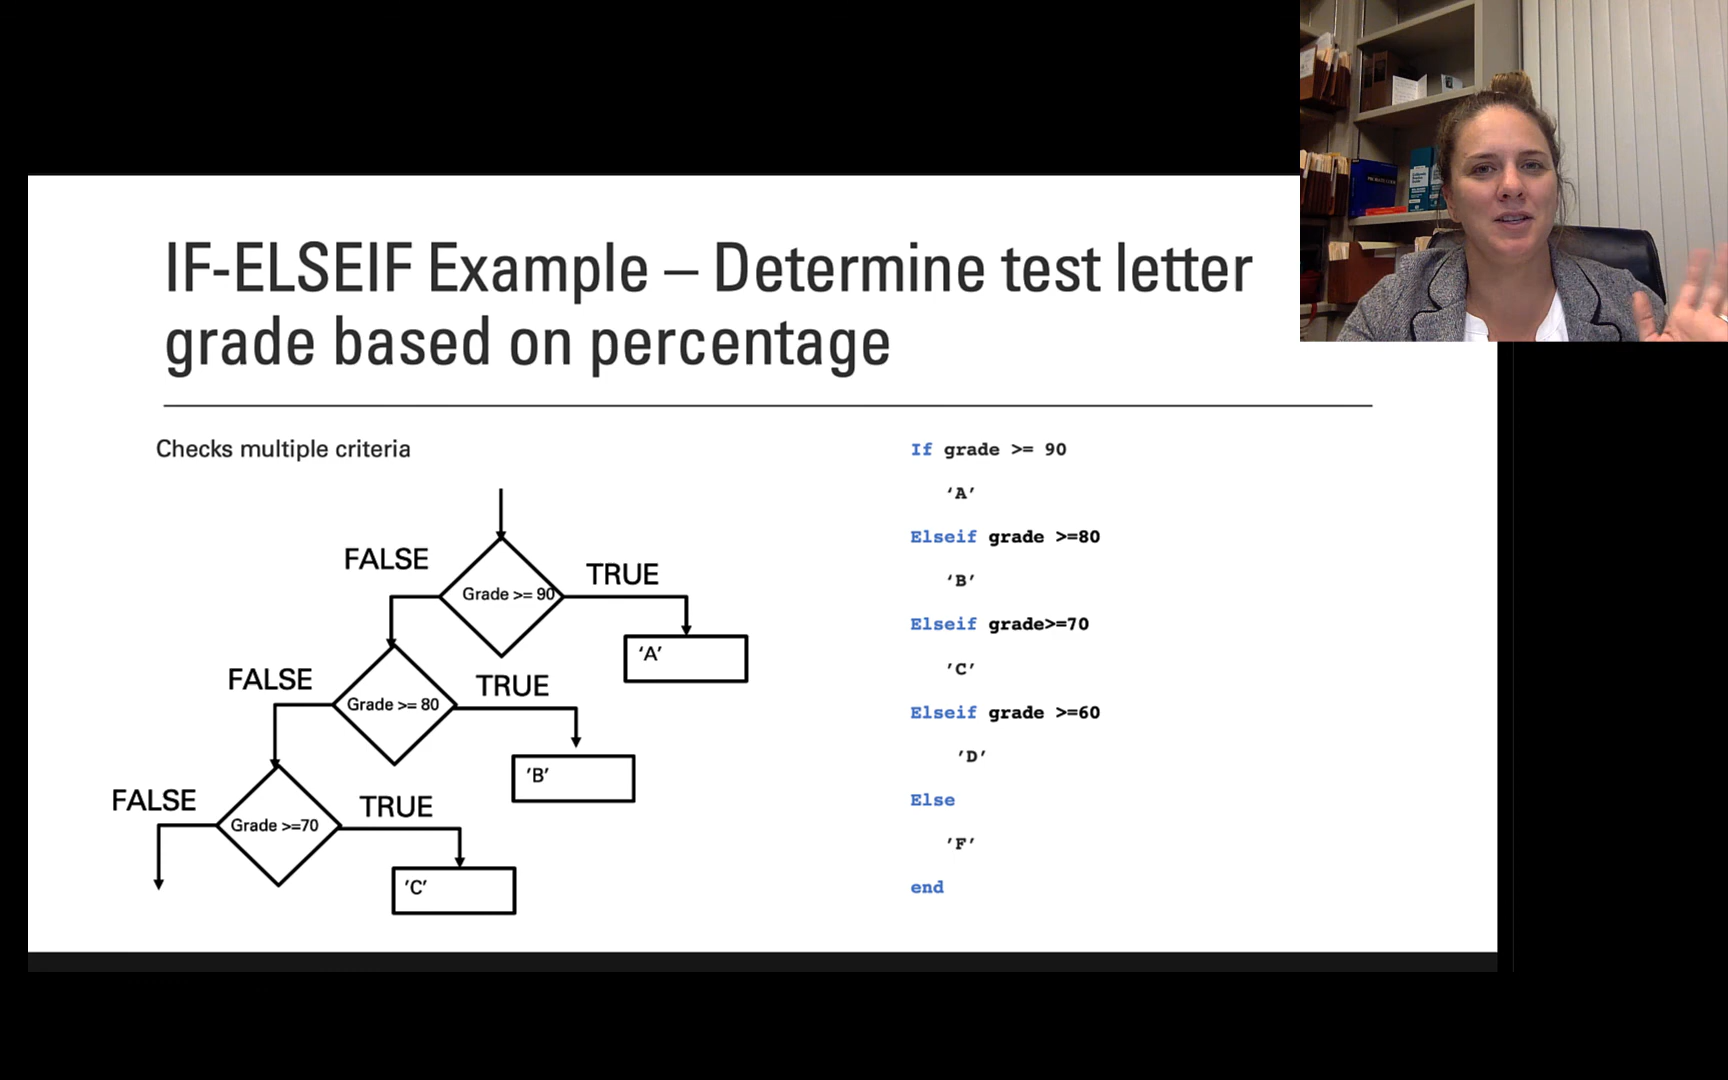 IF-ELSEIF Example – Determine test letter
grade based on percentage
Checks multiple criteria
FALSE
Grade >= 90
TRUE
‘A’
FALSE
Grade >= 80
TRUE
‘B’
FALSE
Grade >=70
TRUE
’C’
If grade >= 90
‘A’
Elseif grade >=80
‘B’
Elseif grade>=70
’C’
Elseif grade >=60
’D’
Else
’F’
end
PROBATE CODE